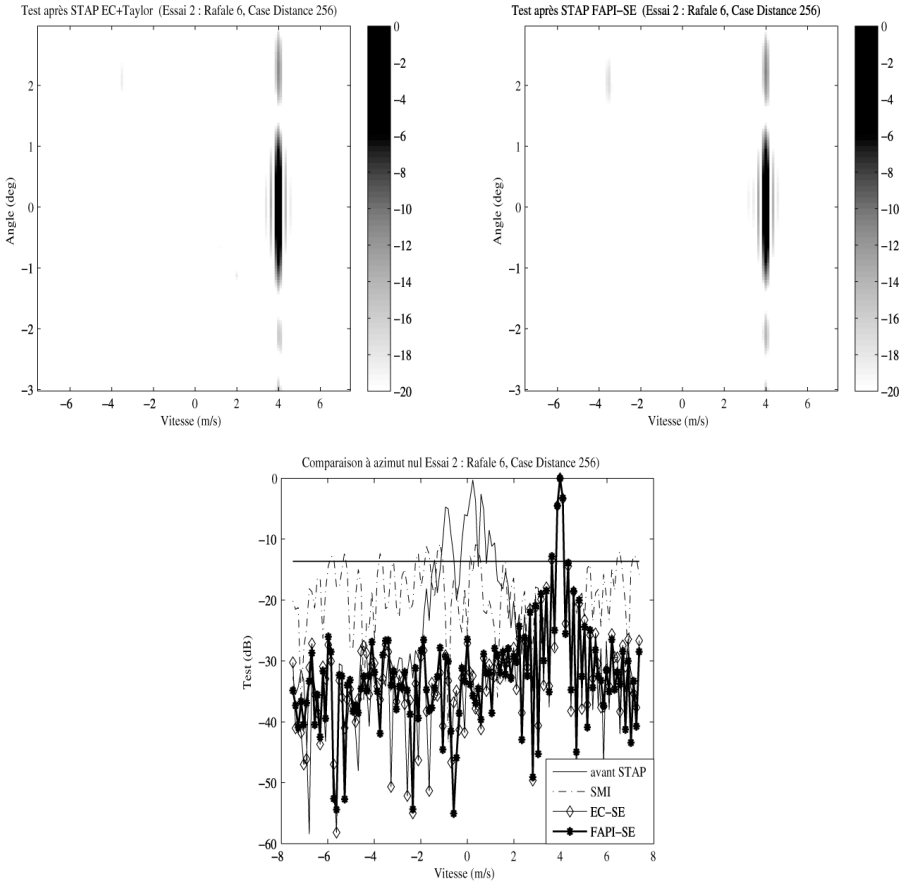 Test après STAP EC+Taylor (Essai 2 : Rafale 6, Case Distance 256)
Angle (deg)
2
1
0
−1
−2
−3
−6 −4 −2 0 2 4 6
Vitesse (m/s)
0
−2
−4
−6
−8
−10
−12
−14
−16
−18
−20
Test après STAP FAPI−SE (Essai 2 : Rafale 6, Case Distance 256)
Angle (deg)
2
1
0
−1
−2
−3
−6 −4 −2 0 2 4 6
Vitesse (m/s)
0
−2
−4
−6
−8
−10
−12
−14
−16
−18
−20
Comparaison à azimut nul Essai 2 : Rafale 6, Case Distance 256)
Test (dB)
0
−10
−20
−30
−40
−50
−60
−8 −6 −4 −2 0 2 4 6 8
Vitesse (m/s)
avant STAP
SMI
EC−SE
FAPI−SE